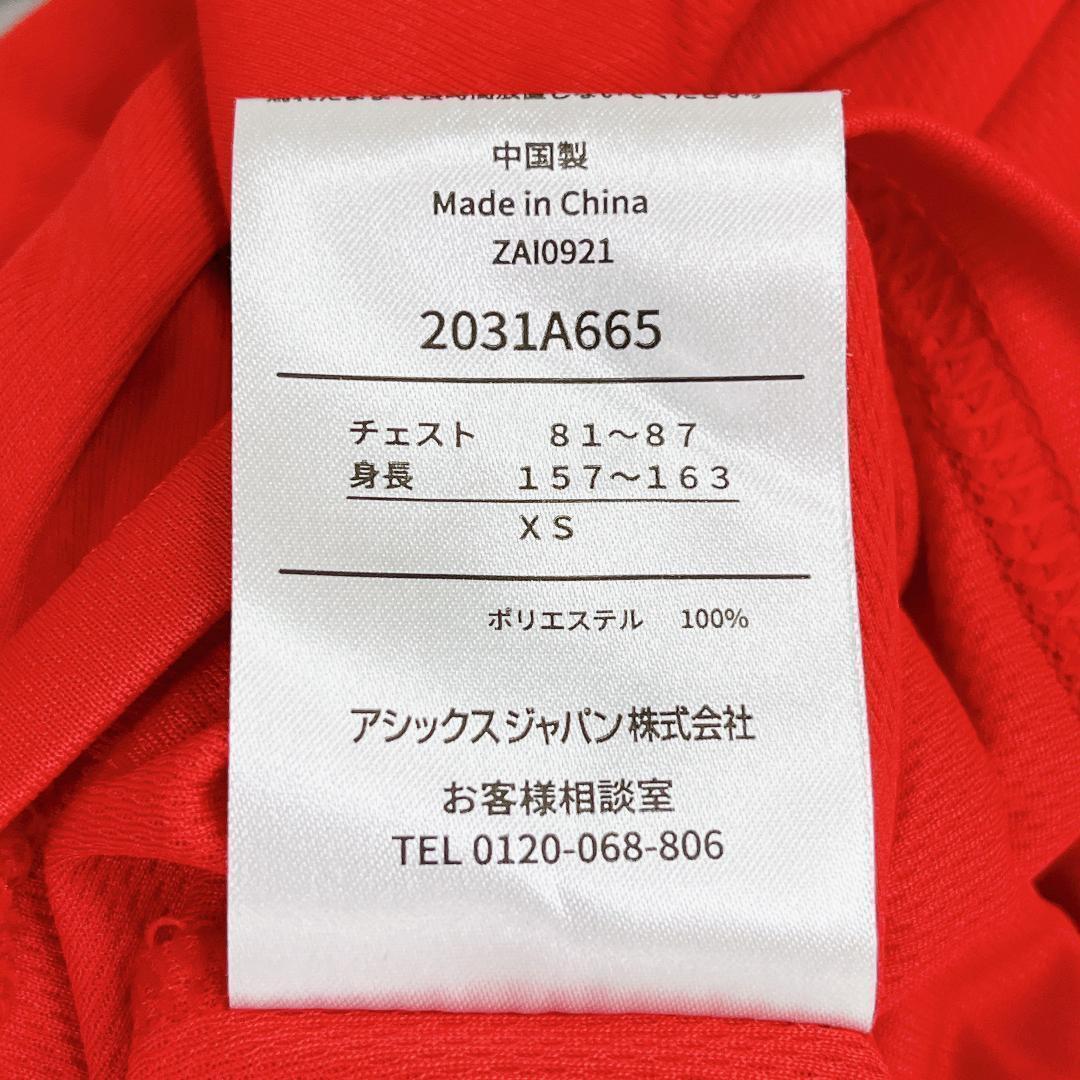 中国製
Made in China
ZAI0921
2031A665
チェスト　８１～８７
身長　１５７～１６３
ＸＳ
ポリエステル　100%
アシックスジャパン株式会社
お客様相談室
TEL 0120-068-806